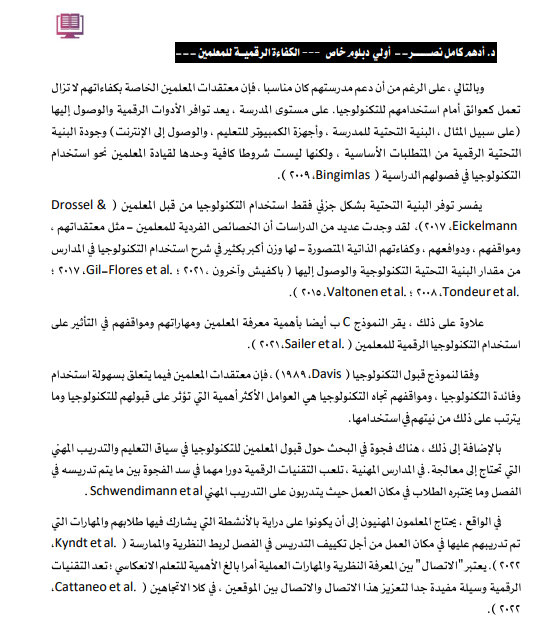 د. أدهم كامل نصـــــر-- أولي دبلوم خاص --- الكفاءة الرقميــة للمعلمين ---
وبالتالي ، على الرغم من أن دعم مدرستهم كان مناسبا ، فإن معتقدات المعلمين الخاصة بكفاءاتهم لا تزال
تعمل كعوائق أمام استخدامهم للتكنولوجيا. على مستوى المدرسة ، يعد توافر الأدوات الرقمية والوصول إليها
(على سبيل المثال ، البنية التحتية للمدرسة ، وأجهزة الكمبيوتر للتعليم ، والوصول إلى الإنترنت) وجودة البنية
التحتية الرقمية من المتطلبات الأساسية ، ولكنها ليست شروطا كافية وحدها لقيادة المعلمين نحو استخدام
التكنولوجيا في فصولهم الدراسية ( Bingimlas، ٢٠٠٩ ).
يفسر توفر البنية التحتية بشكل جزئي فقط استخدام التكنولوجيا من قبل المعلمين ( Drossel &
Eickelmann، ٢٠١٧)، لقد وجدت عديد من الدراسات أن الخصائص الفردية للمعلمين - مثل معتقداتهم ،
ومواقفهم ، ودوافعهم ، وكفاءتهم الذاتية المتصورة - لها وزن أكبر بكثير في شرح استخدام التكنولوجيا في المدارس
من مقدار البنية التحتية التكنولوجية والوصول إليها ( باكفيش وآخرون ، ٢٠٢١ ؛ Gil-Flores et al.، ٢٠١٧ ؛
Tondeur et al.، ٢٠٠٨ ؛ Valtonen et al.، ٢٠١٥ ).
علاوة على ذلك ، يقر النموذج C ب أيضا بأهمية معرفة المعلمين ومهاراتهم ومواقفهم في التأثير على
استخدام التكنولوجيا الرقمية للمعلمين ( Sailer et al.، ٢٠٢١ ).
وفقا لنموذج قبول التكنولوجيا ( Davis، ١٩٨٩ ) ، فإن معتقدات المعلمين فيما يتعلق بسهولة استخدام
وفائدة التكنولوجيا ، ومواقفهم تجاه التكنولوجيا هي العوامل الأكثر أهمية التي تؤثر على قبولهم للتكنولوجيا وما
يترتب على ذلك من نيتهم في استخدامها.
بالإضافة إلى ذلك ، هناك فجوة في البحث حول قبول المعلمين للتكنولوجيا في سياق التعليم والتدريب المهني
التي تحتاج إلى معالجة. في المدارس المهنية ، تلعب التقنيات الرقمية دورا مهما في سد الفجوة بين ما يتم تدريسه في
الفصل وما يختبره الطلاب في مكان العمل حيث يتدربون على التدريب المهني Schwendimann et al .
في الواقع ، يحتاج المعلمون المهنيون إلى أن يكونوا على دراية بالأنشطة التي يشارك فيها طلابهم والمهارات التي
تم تدريبهم عليها في مكان العمل من أجل تكييف التدريس في الفصل لربط النظرية والممارسة ( Kyndt et al.،
٢٠٢٢ ). يعتبر "الاتصال" بين المعرفة النظرية والمهارات العملية أمرا بالغ الأهمية للتعلم الانعكاسي ؛ تعد التقنيات
الرقمية وسيلة مفيدة جدا لتعزيز هذا الاتصال والاتصال بين الموقعين ، في كلا الاتجاهين ( Cattaneo et al.،
٢٠٢٢ ).